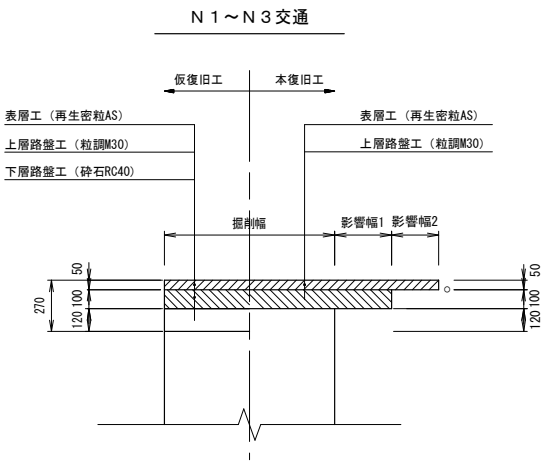 Ｎ１～Ｎ３交通
仮復旧工
本復旧工
表層工（再生密粒AS）
上層路盤工（粒調M30）
下層路盤工（砕石RC40）
表層工（再生密粒AS）
上層路盤工（粒調M30）
掘削幅
影響幅1
影響幅2
50
100
120
270
50
100
120